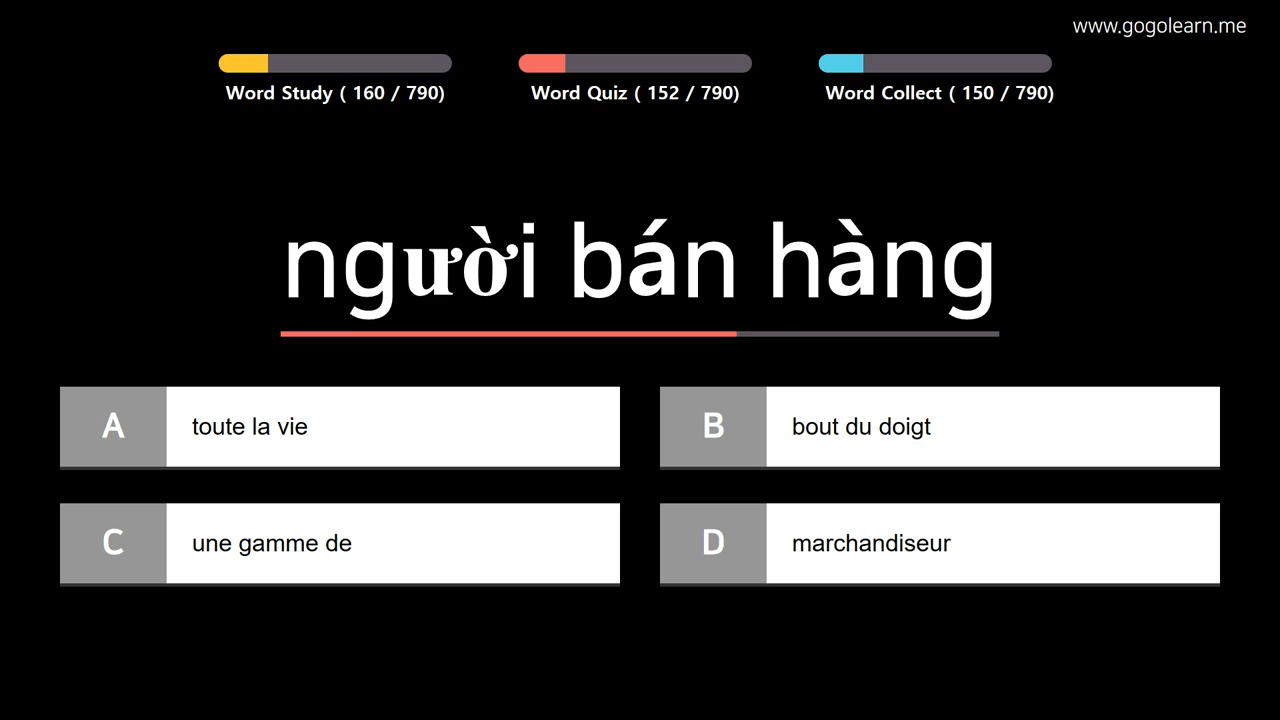 www.gogolearn.me
Word Study ( 160 / 790)
Word Quiz ( 152 / 790)
Word Collect ( 150 / 790)
người bán hàng
A toute la vie
B bout du doigt
C une gamme de
D marchandiseur